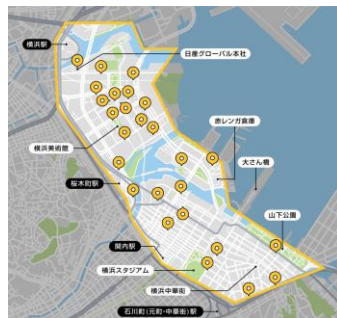 横浜駅
日産グローバル本社
赤レンガ倉庫
横浜美術館
大さん橋
桜木町駅
山下公園
関内駅
横浜スタジアム
横浜中華街
石川町(元町・中華街)駅